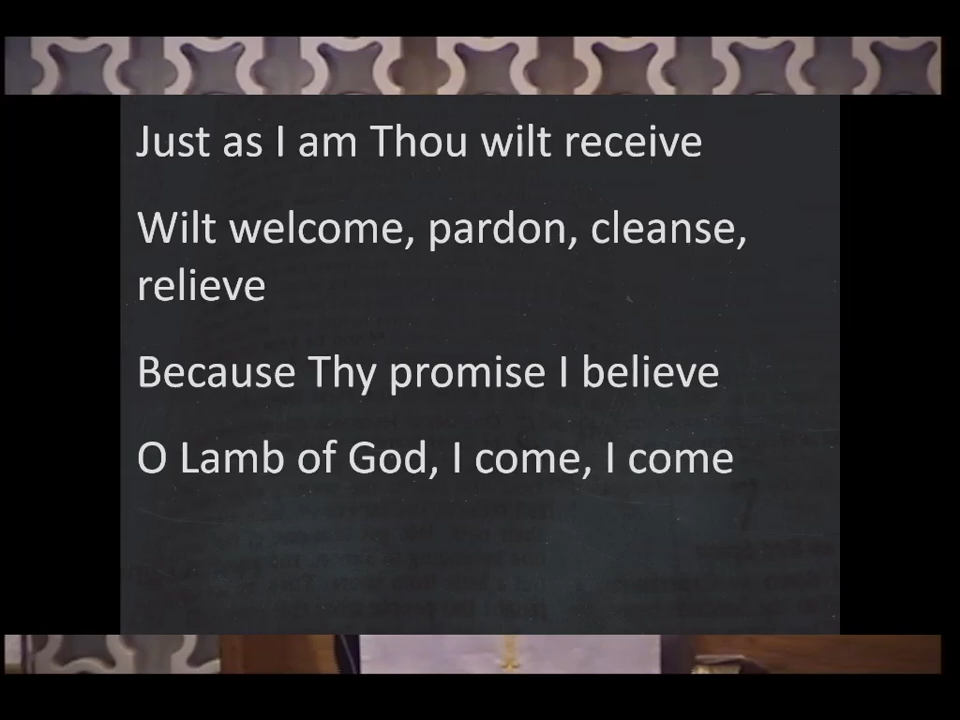 Just as I am Thou wilt receive
Wilt welcome, pardon, cleanse,
relieve
Because Thy promise I believe
O Lamb of God, I come, I come